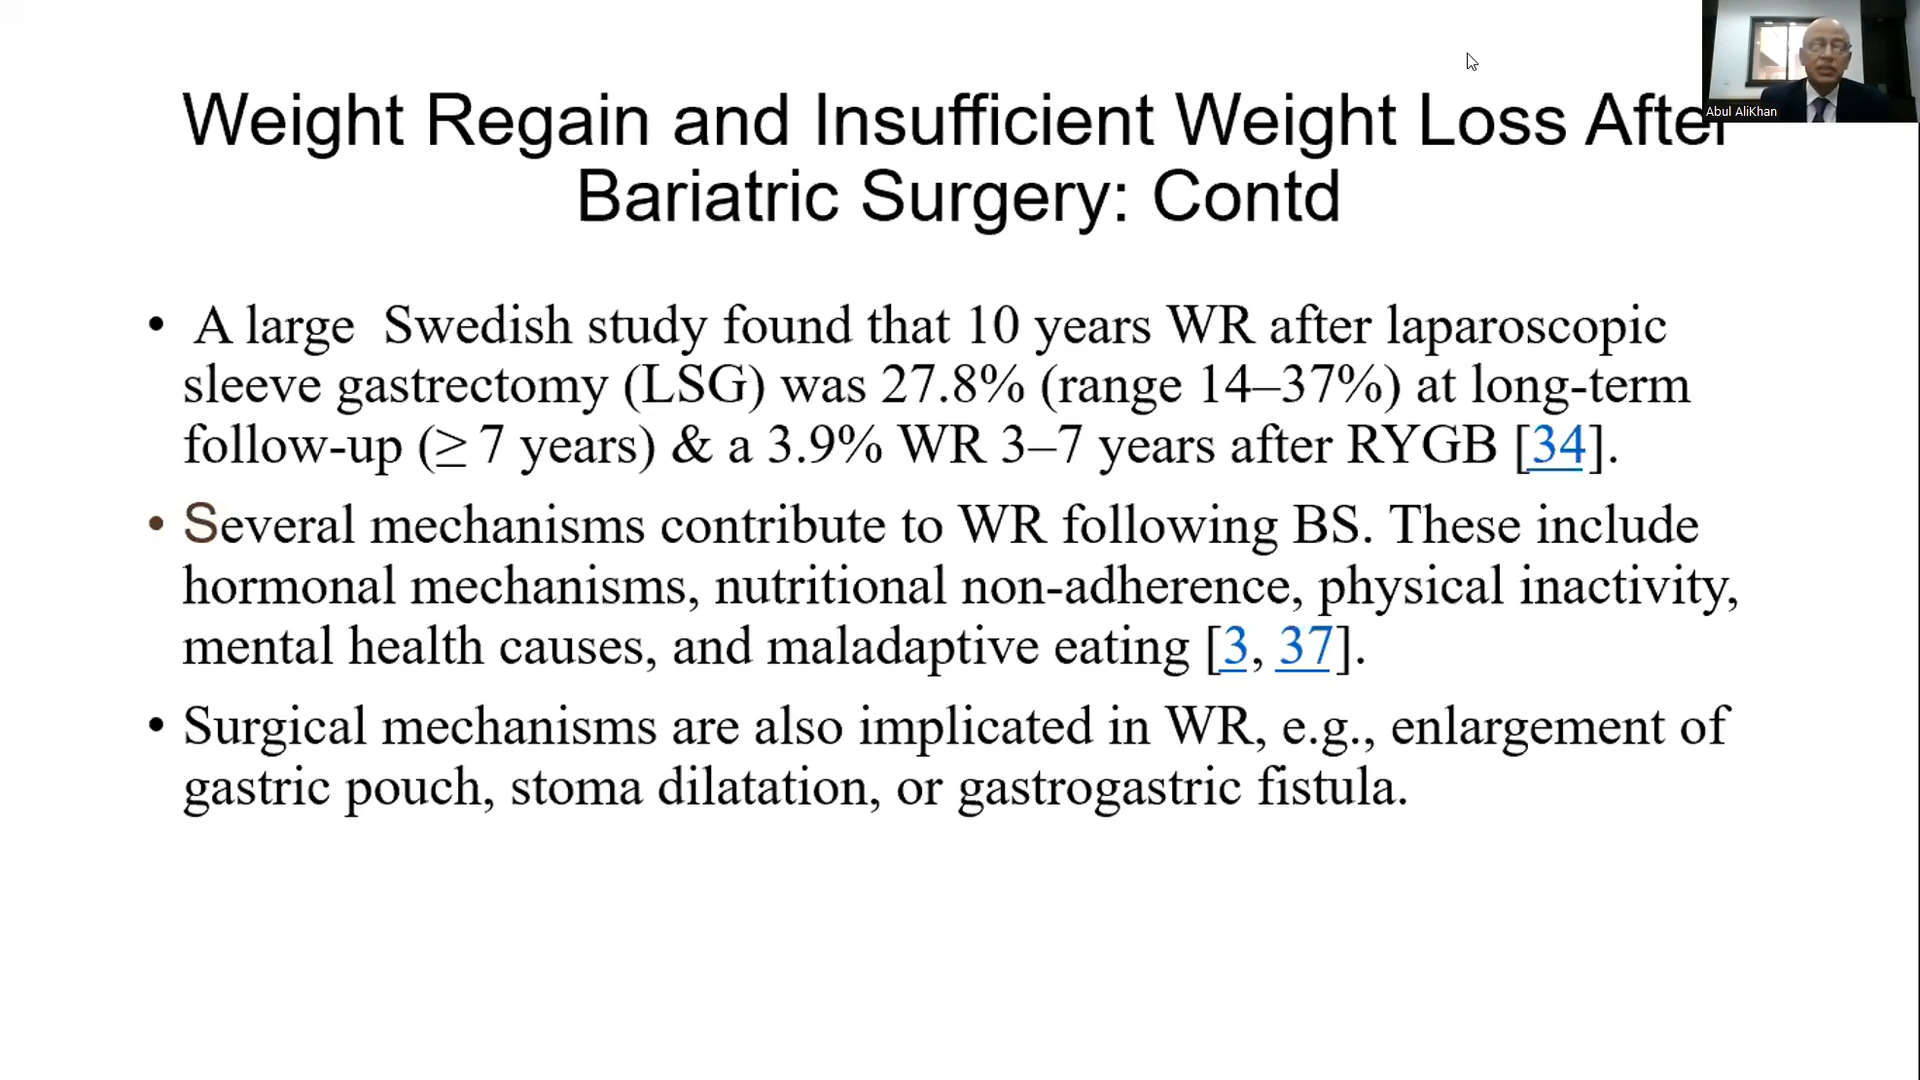 Abul AliKhan
Weight Regain and Insufficient Weight Loss After
Bariatric Surgery: Contd
• A large  Swedish study found that 10 years WR after laparoscopic
sleeve gastrectomy (LSG) was 27.8% (range 14–37%) at long-term
follow-up (≥ 7 years) & a 3.9% WR 3–7 years after RYGB [34].
• Several mechanisms contribute to WR following BS. These include
hormonal mechanisms, nutritional non-adherence, physical inactivity,
mental health causes, and maladaptive eating [3, 37].
• Surgical mechanisms are also implicated in WR, e.g., enlargement of
gastric pouch, stoma dilatation, or gastrogastric fistula.